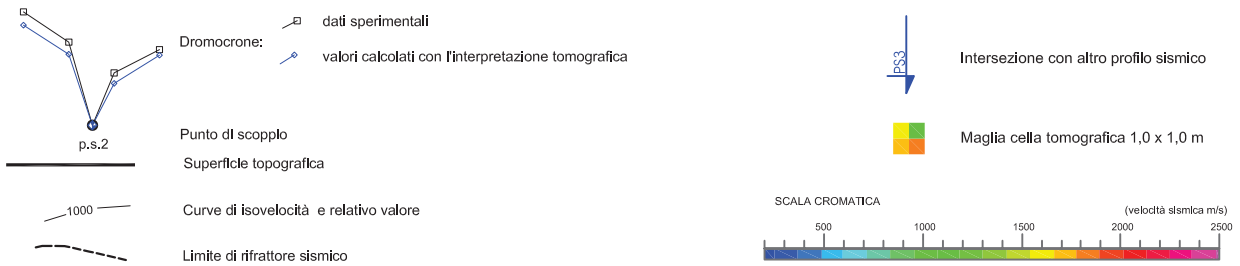 dati sperimentali
Dromocrone:
valori calcolati con l'interpretazione tomografica
p.s.2
Punto di scoppio
Superficie topografica
1000
Curve di isovelocità e relativo valore
Limite di rifrattore sismico
PS3
Intersezione con altro profilo sismico
Maglia cella tomografica 1,0 x 1,0 m
SCALA CROMATICA
(velocità sismica m/s)
500 1000 1500 2000 2500